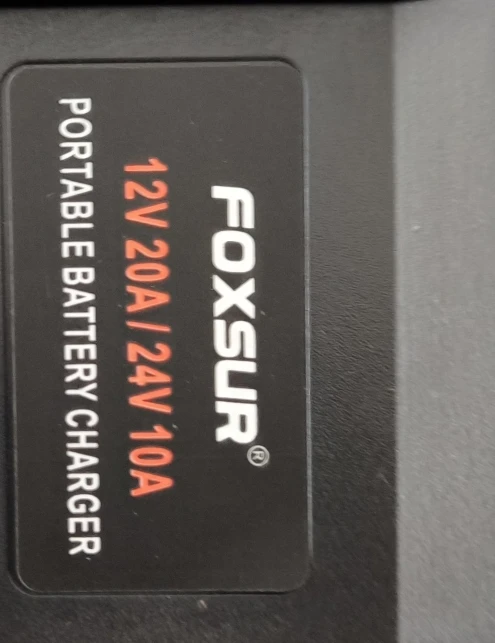 FOXSUR®
12V 20A / 24V 10A
PORTABLE BATTERY CHARGER